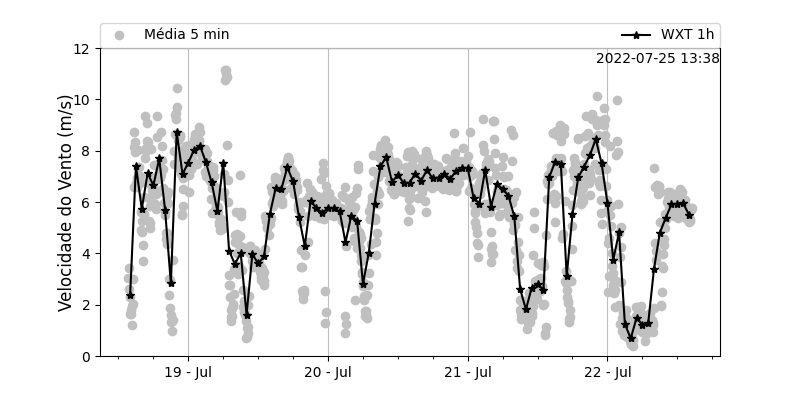 Média 5 min
WXT 1h
2022-07-25 13:38
Velocidade do Vento (m/s)
12
10
8
6
4
2
0
19 - Jul
20 - Jul
21 - Jul
22 - Jul